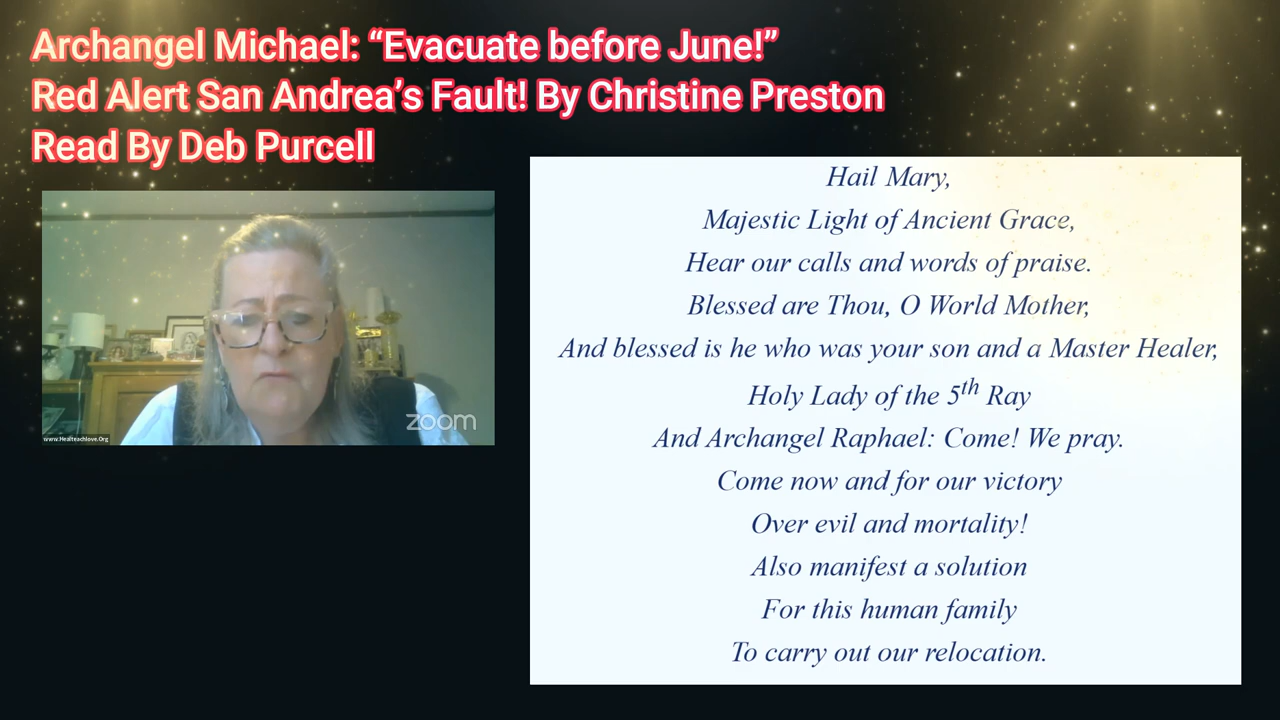 Archangel Michael: “Evacuate before June!”
Red Alert San Andrea’s Fault! By Christine Preston
Read By Deb Purcell
Hail Mary,
Majestic Light of Ancient Grace,
Hear our calls and words of praise.
Blessed are Thou, O World Mother,
And blessed is he who was your son and a Master Healer,
Holy Lady of the 5th Ray
And Archangel Raphael: Come! We pray.
Come now and for our victory
Over evil and mortality!
Also manifest a solution
For this human family
To carry out our relocation.
zoom
www.Healteachlove.Org